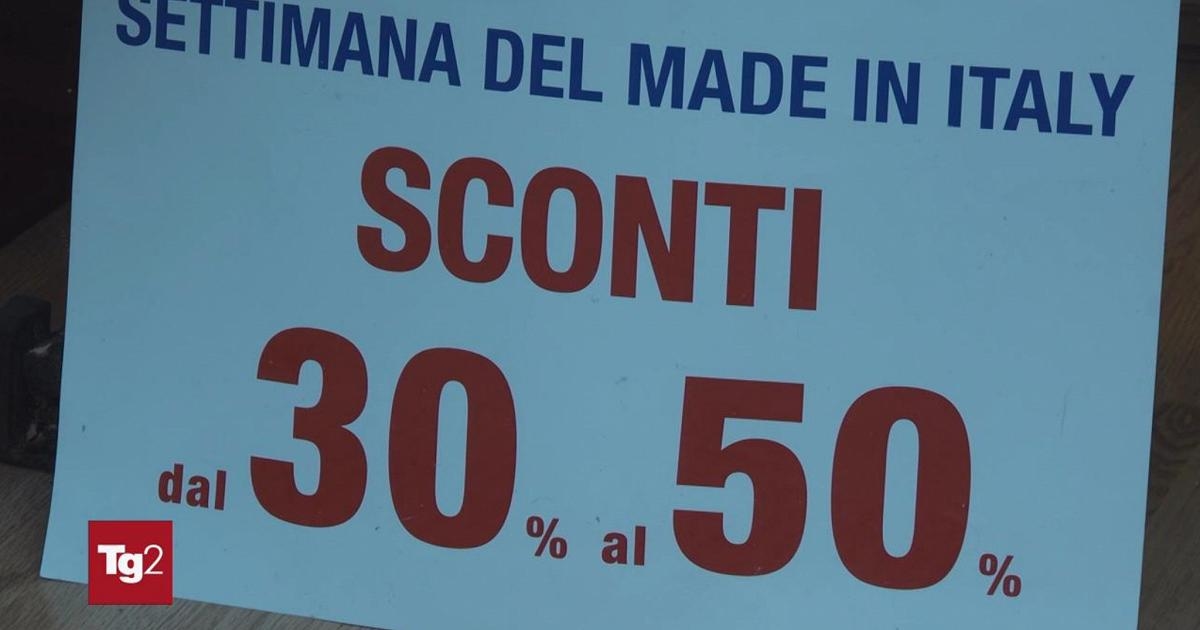 SETTIMANA DEL MADE IN ITALY
SCONTI
dal 30% al 50%
Tg2